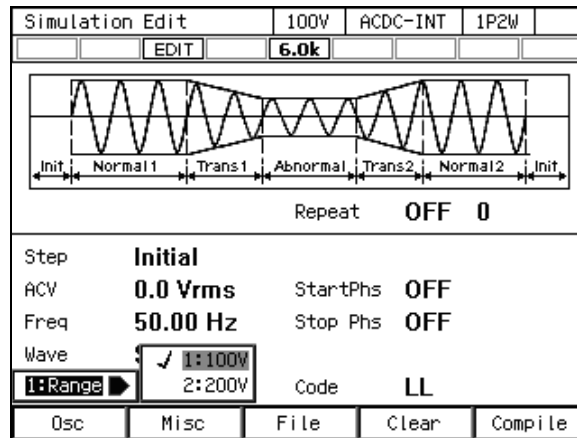 Simulation Edit 100V ACDC-INT 1P2W
EDIT 6.0k
Init Normal1 Trans1 Abnormal Trans2 Normal2 Init
Repeat OFF 0
Step Initial
ACV 0.0 Vrms StartPhs OFF
Freq 50.00 Hz Stop Phs OFF
Wave
✓ 1:100V
1:Range 2:200V Code LL
Osc Misc File Clear Compile